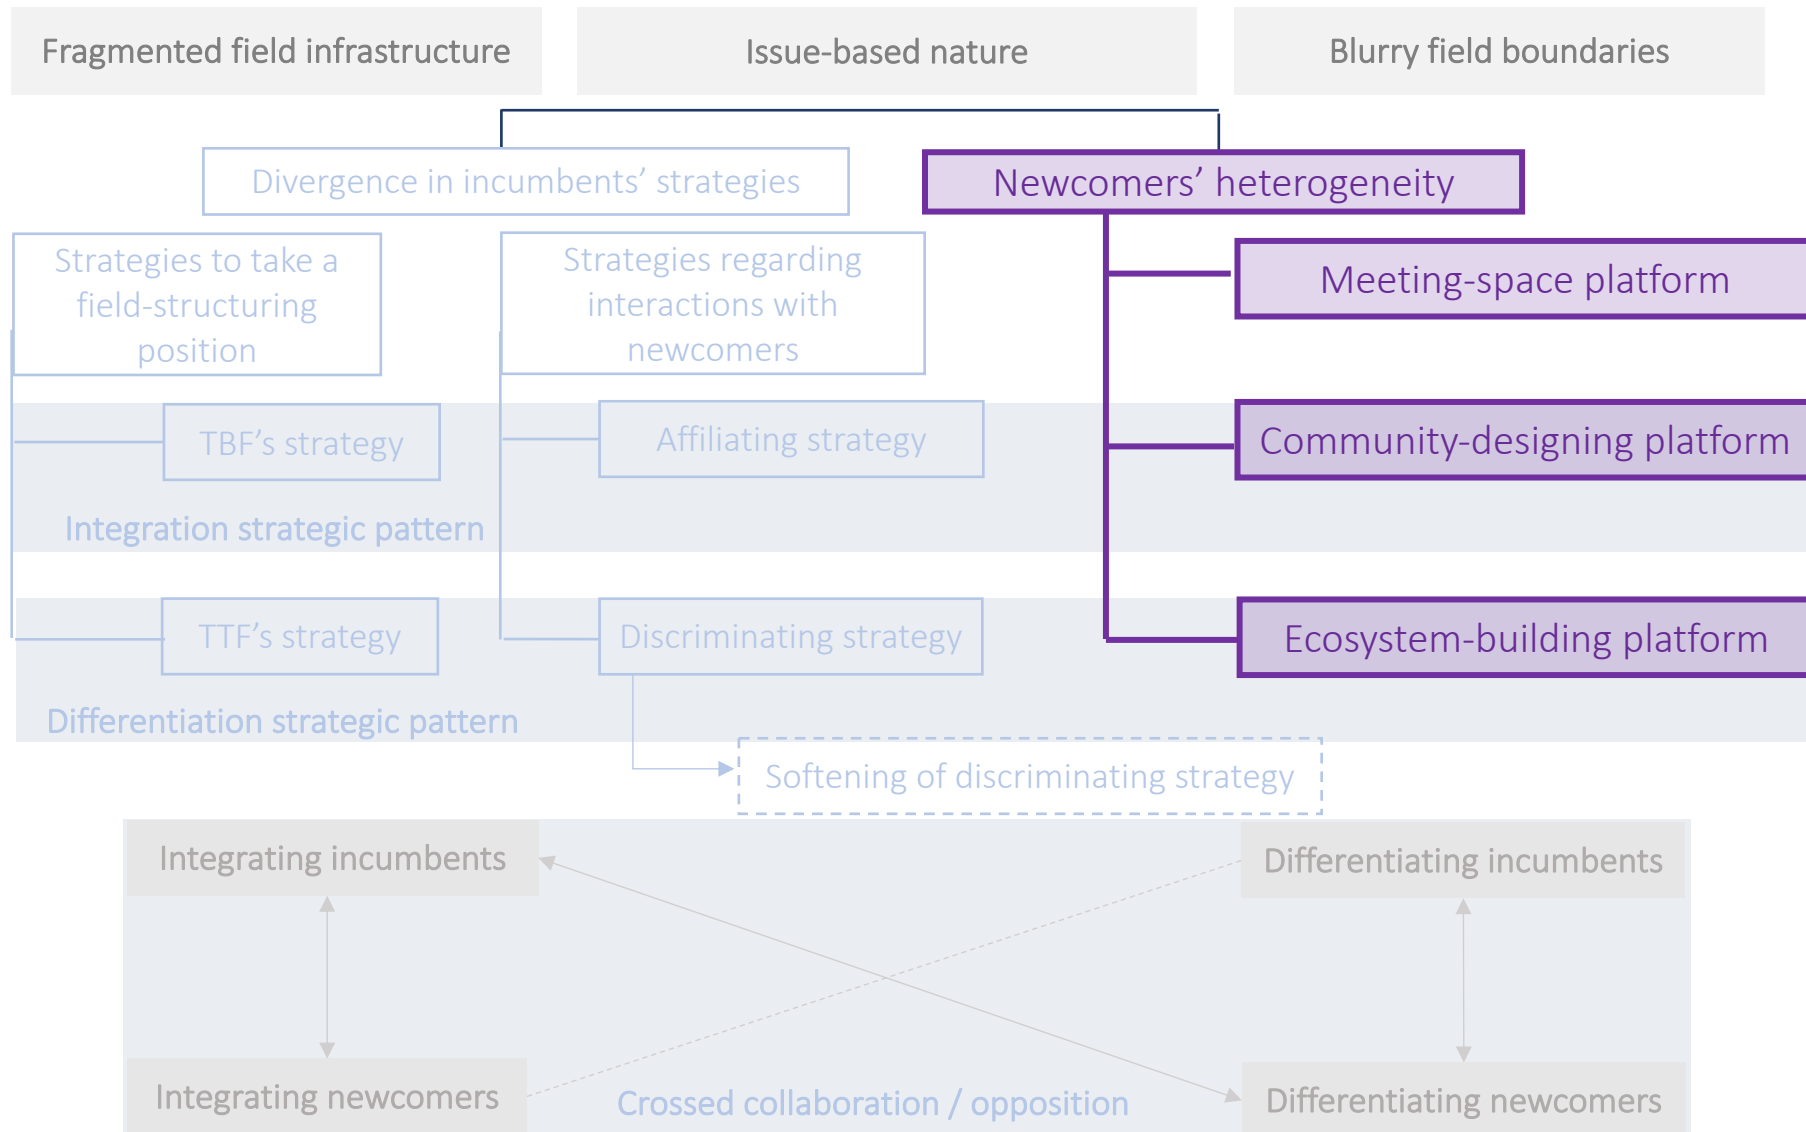 Fragmented field infrastructure
Issue-based nature
Blurry field boundaries
Divergence in incumbents’ strategies
Newcomers’ heterogeneity
Strategies to take a
field-structuring
position
Strategies regarding
interactions with
newcomers
Meeting-space platform
TBF’s strategy
Affiliating strategy
Community-designing platform
Integration strategic pattern
TTF’s strategy
Discriminating strategy
Ecosystem-building platform
Differentiation strategic pattern
Softening of discriminating strategy
Integrating incumbents
Differentiating incumbents
Integrating newcomers
Crossed collaboration / opposition
Differentiating newcomers